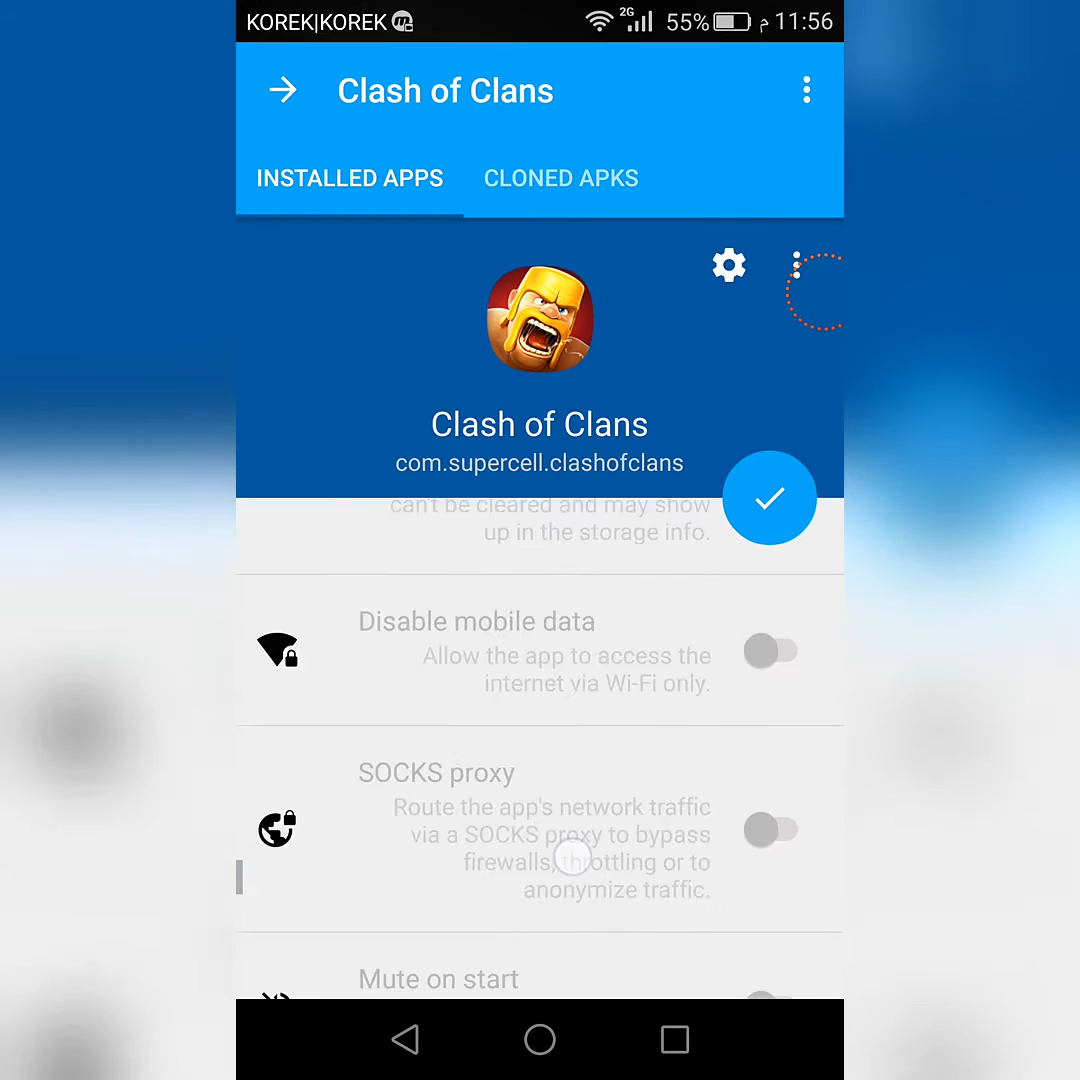 KOREK|KOREK
2G
55%
م 11:56
Clash of Clans
INSTALLED APPS
CLONED APKS
Clash of Clans
com.supercell.clashofclans
can't be cleared and may show
up in the storage info.
Disable mobile data
Allow the app to access the
internet via Wi-Fi only.
SOCKS proxy
Route the app's network traffic
via a SOCKS proxy to bypass
firewalls, throttling or to
anonymize traffic.
Mute on start